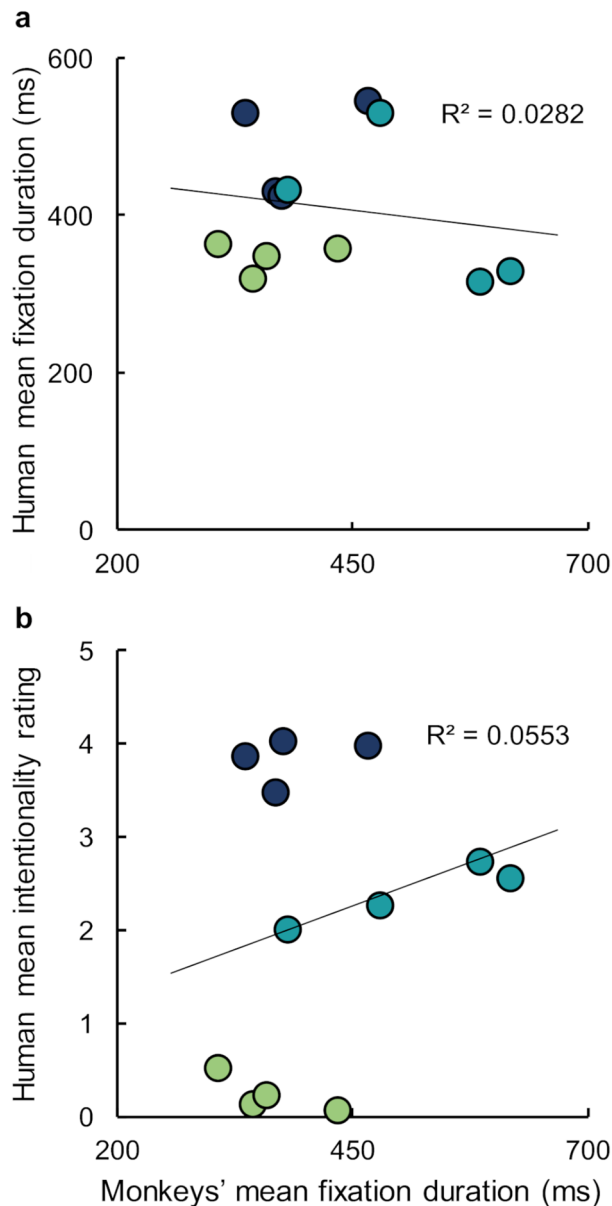 a
Human mean fixation duration (ms)
600
400
200
0
R² = 0.0282
200 450 700
b
Human mean intentionality rating
5
4
3
2
1
0
R² = 0.0553
200 450 700
Monkeys' mean fixation duration (ms)